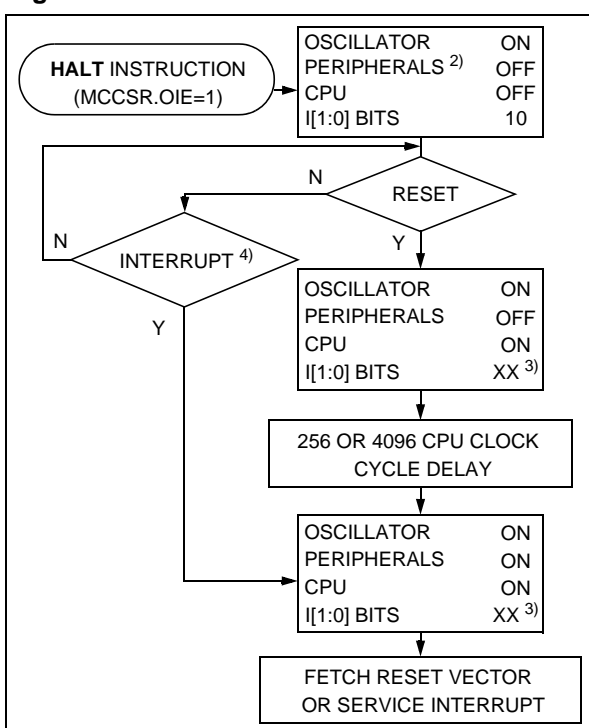 HALT INSTRUCTION
(MCCSR.OIE=1)
OSCILLATOR ON
PERIPHERALS 2) OFF
CPU OFF
I[1:0] BITS 10
N
RESET
Y
N
INTERRUPT 4)
Y
OSCILLATOR ON
PERIPHERALS OFF
CPU ON
I[1:0] BITS XX 3)
256 OR 4096 CPU CLOCK
CYCLE DELAY
OSCILLATOR ON
PERIPHERALS ON
CPU ON
I[1:0] BITS XX 3)
FETCH RESET VECTOR
OR SERVICE INTERRUPT